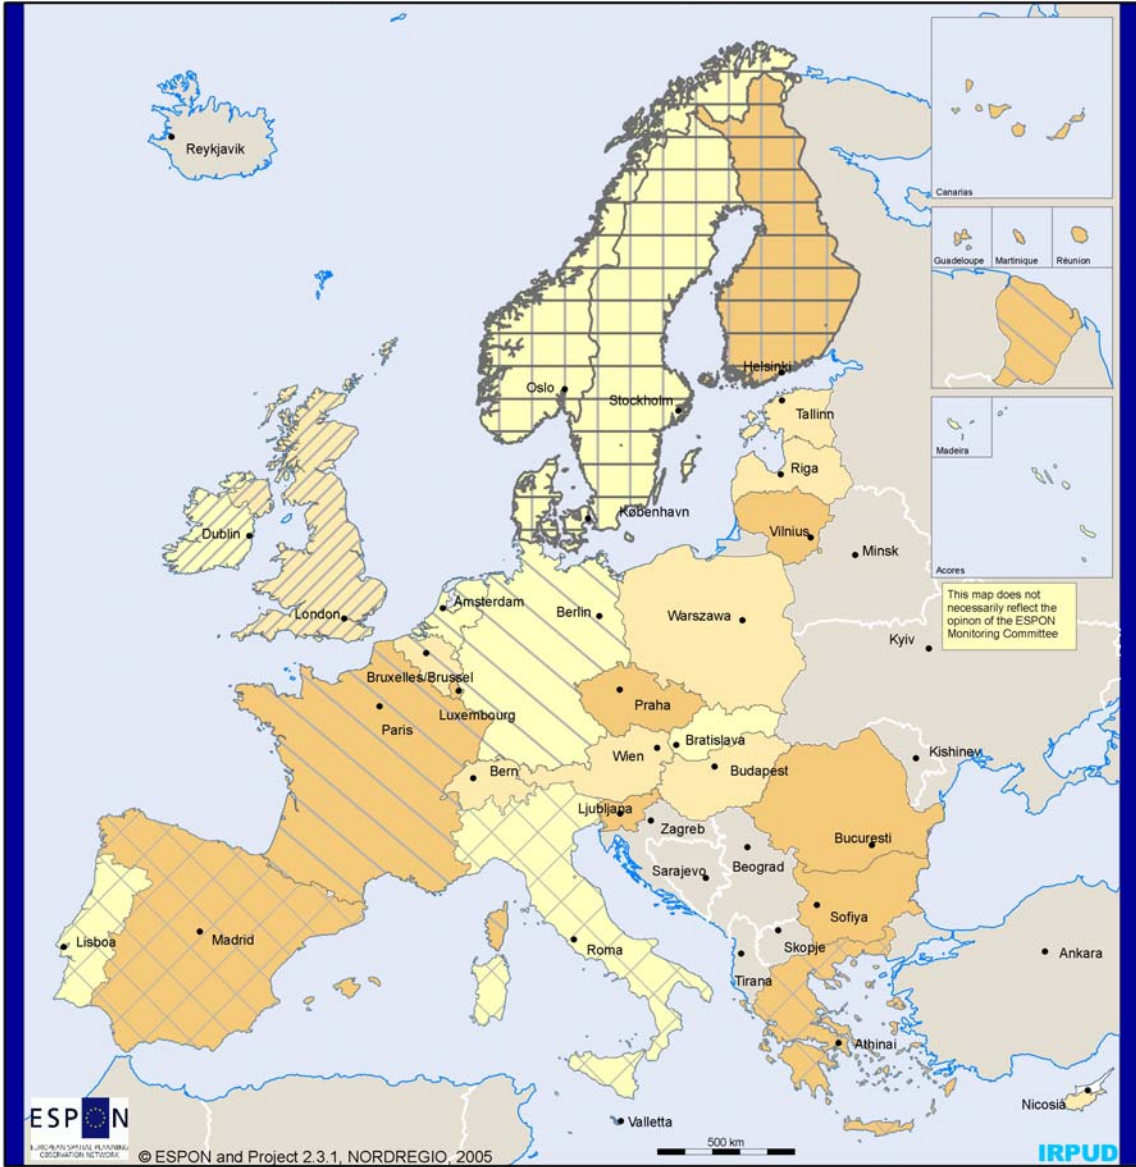 Reykjavik
Canarias
Guadeloupe
Martinique
Réunion
Oslo
Helsinki
Stockholm
Tallinn
Madeira
Riga
København
Vilnius
Dublin
Minsk
Acores
This map does not
necessarily reflect the
opinon of the ESPON
Monitoring Committee
Amsterdam
Berlin
London
Warszawa
Kyiv
Bruxelles/Brussel
Luxembourg
Paris
Praha
Bratislava
Wien
Kishinev
Bern
Budapest
Ljubljana
Zagreb
Bucuresti
Sarajevo
Beograd
Sofiya
Lisboa
Madrid
Roma
Skopje
Ankara
Tirana
Athinai
Nicosia
Valletta
ESPON
EUROPEAN SPATIAL PLANNING
OBSERVATION NETWORK
© ESPON and Project 2.3.1, NORDREGIO, 2005
500 km
IRPUD